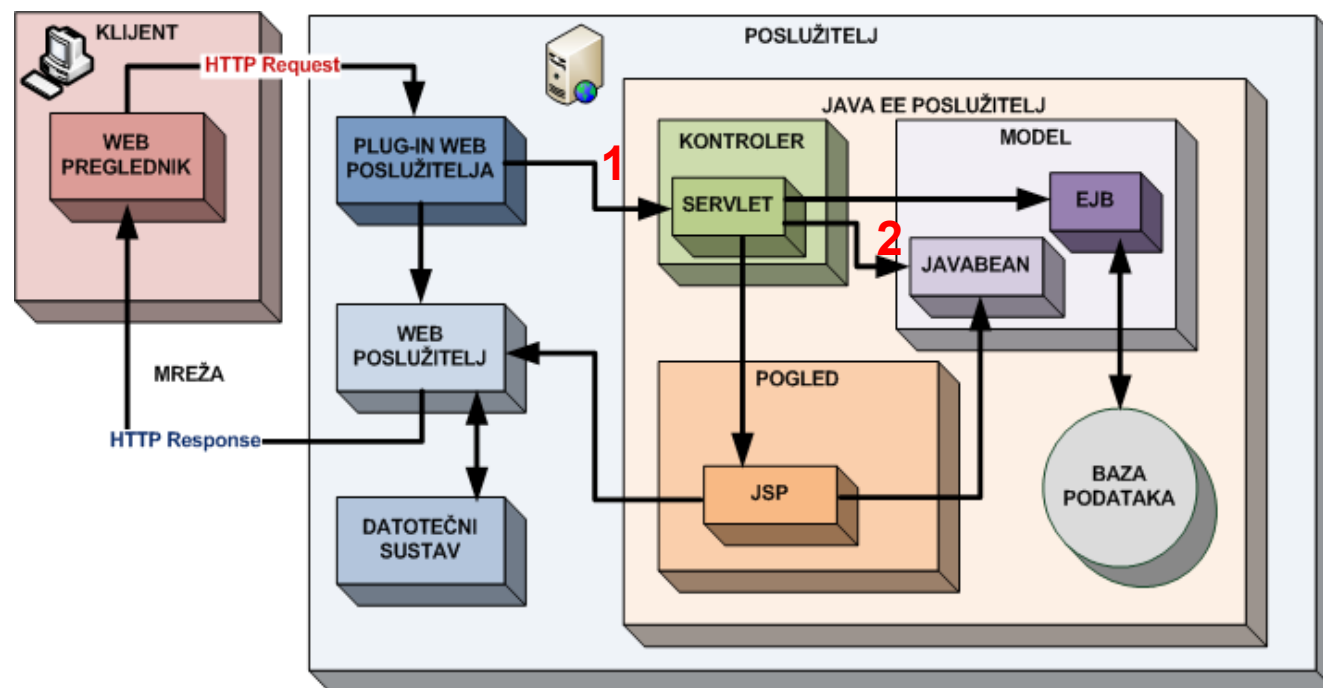 KLIJENT
HTTP Request
WEB
PREGLEDNIK
MREŽA
HTTP Response
POSLUŽITELJ
PLUG-IN WEB
POSLUŽITELJA
1
WEB
POSLUŽITELJ
DATOTEČNI
SUSTAV
JAVA EE POSLUŽITELJ
KONTROLER
SERVLET
2
MODEL
EJB
JAVABEAN
POGLED
JSP
BAZA
PODATAKA